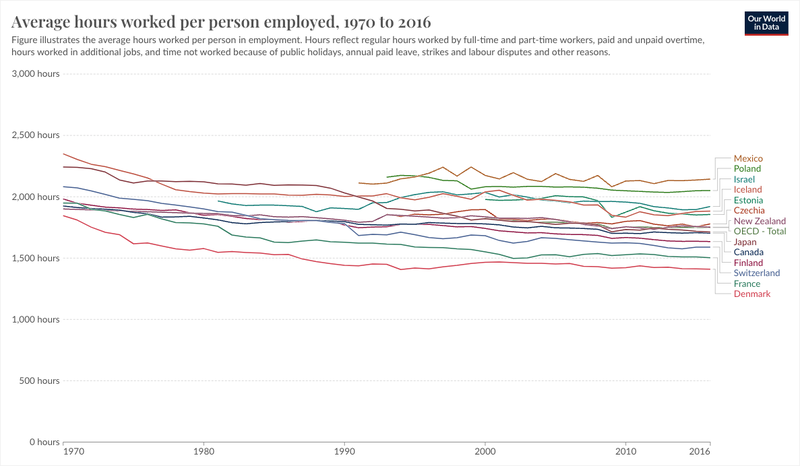 Average hours worked per person employed, 1970 to 2016
Our World
in Data
Figure illustrates the average hours worked per person in employment. Hours reflect regular hours worked by full-time and part-time workers, paid and unpaid overtime,
hours worked in additional jobs, and time not worked because of public holidays, annual paid leave, strikes and labour disputes and other reasons.
3,000 hours
2,500 hours
2,000 hours
1,500 hours
1,000 hours
500 hours
0 hours
1970
1980
1990
2000
2010
2016
Mexico
Poland
Israel
Iceland
Estonia
Czechia
New Zealand
OECD - Total
Japan
Canada
Finland
Switzerland
France
Denmark